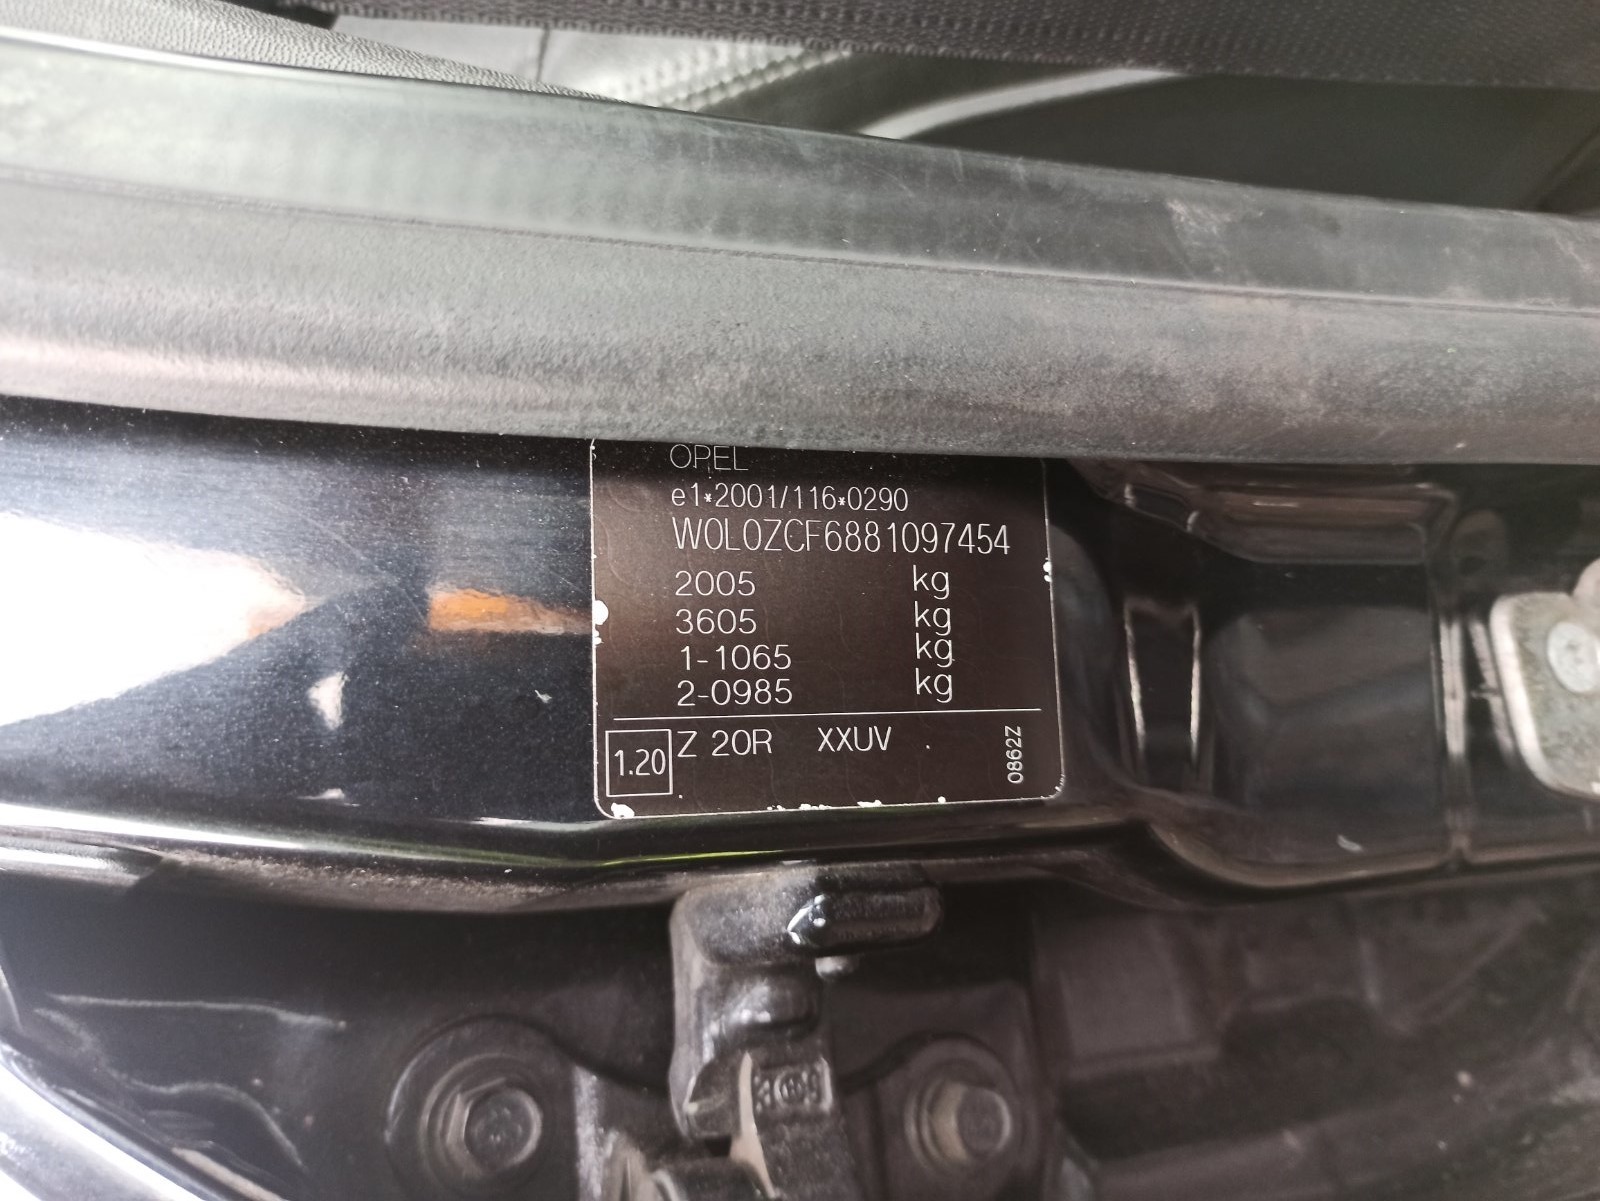 OPEL
e1*2001/116*0290
W0L0ZCF6881097454
2005 kg
3605 kg
1-1065 kg
2-0985 kg
1.20 Z 20R XXUV .
0862Z